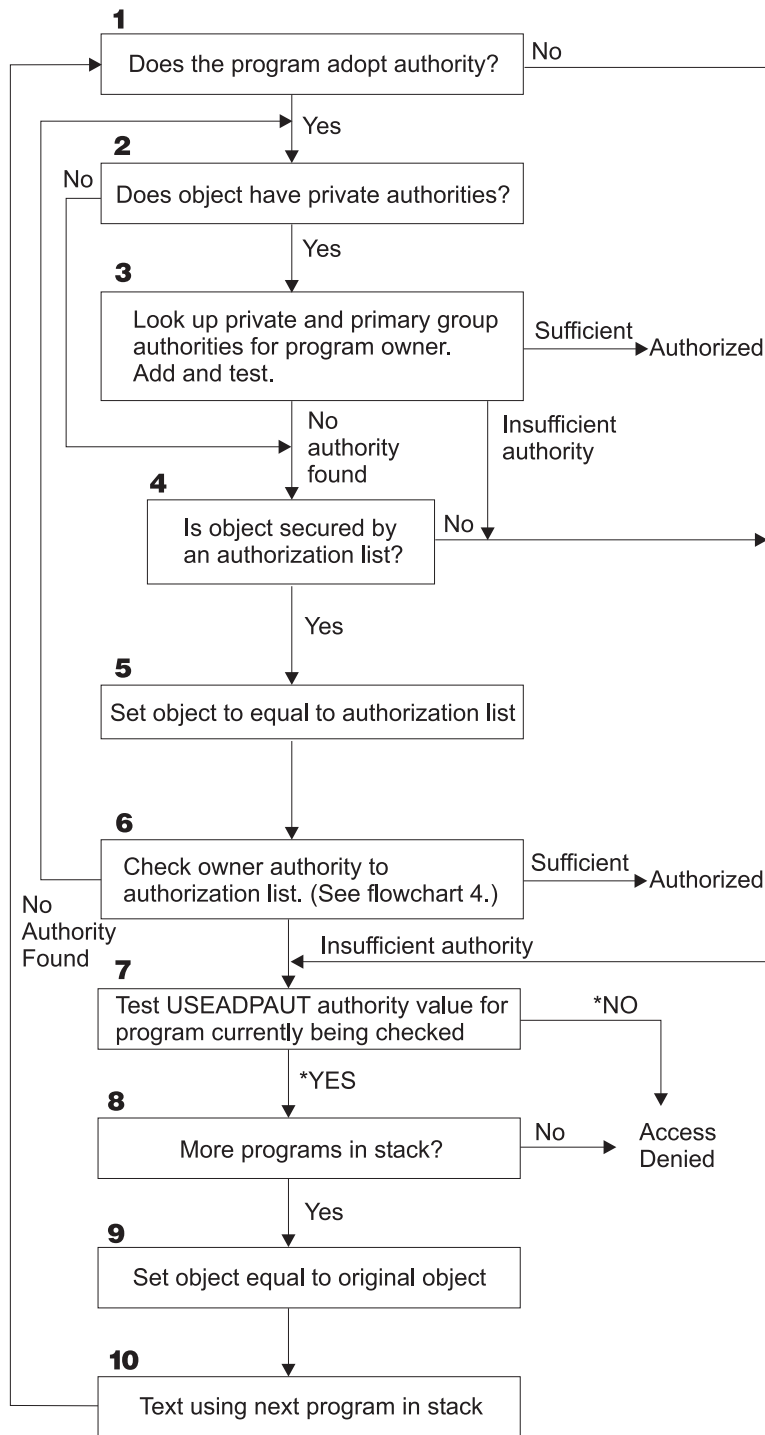 1
Does the program adopt authority?
No
Yes
2
No
Does object have private authorities?
Yes
3
Look up private and primary group
authorities for program owner.
Add and test.
Sufficient
Authorized
No
authority
found
Insufficient
authority
4
Is object secured by
an authorization list?
No
Yes
5
Set object to equal to authorization list
6
Check owner authority to
authorization list. (See flowchart 4.)
Sufficient
Authorized
No
Authority
Found
Insufficient authority
7
Test USEADPAUT authority value for
program currently being checked
*NO
*YES
8
More programs in stack?
No
Access
Denied
Yes
9
Set object equal to original object
10
Text using next program in stack